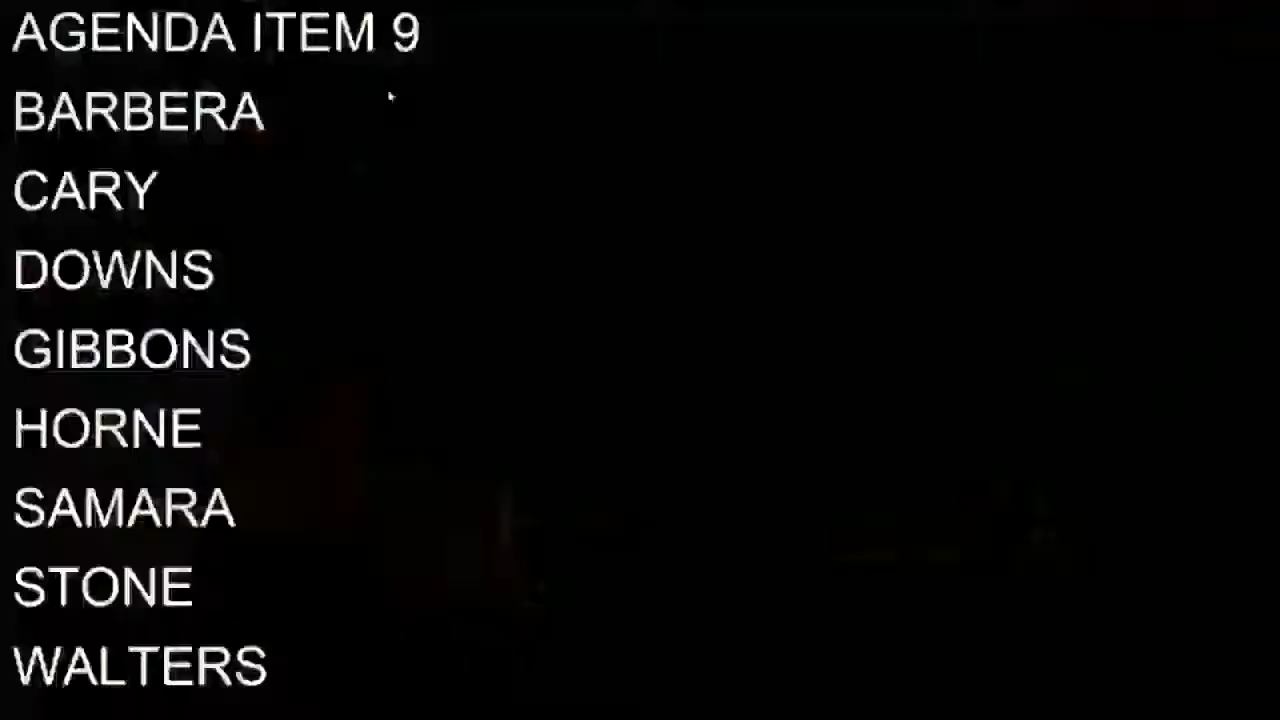 AGENDA ITEM 9
BARBERA
CARY
DOWNS
GIBBONS
HORNE
SAMARA
STONE
WALTERS